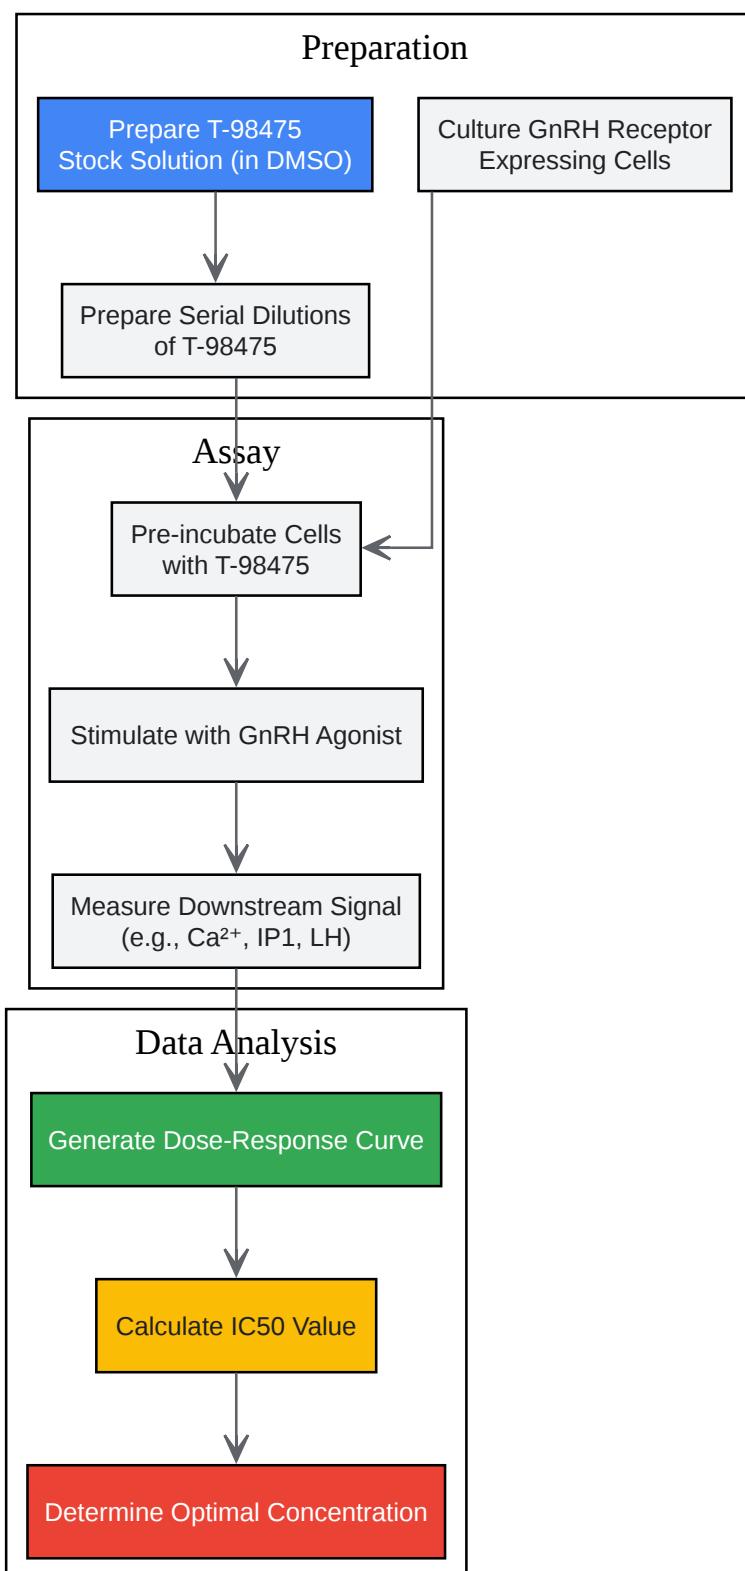 Preparation
Prepare T-98475
Stock Solution (in DMSO)
Culture GnRH Receptor
Expressing Cells
Prepare Serial Dilutions
of T-98475
Assay
Pre-incubate Cells
with T-98475
Stimulate with GnRH Agonist
Measure Downstream Signal
(e.g., Ca²⁺, IP1, LH)
Data Analysis
Generate Dose-Response Curve
Calculate IC50 Value
Determine Optimal Concentration